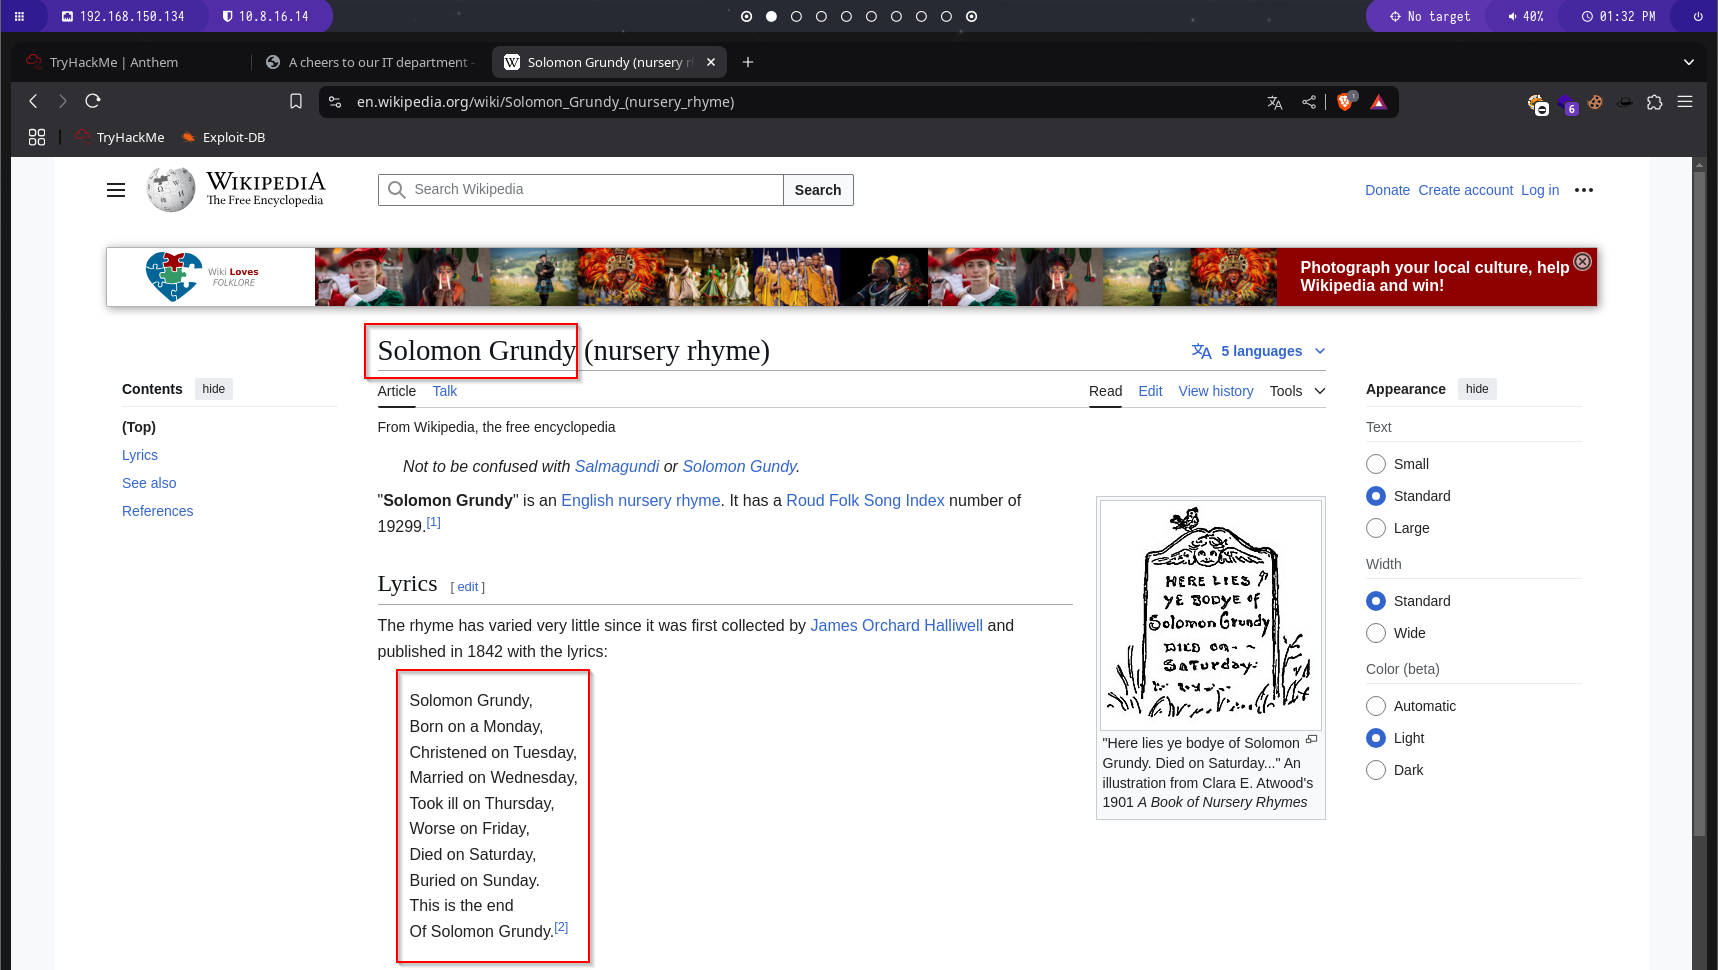 192.168.150.134
10.8.16.14
No target
40%
01:32 PM
TryHackMe | Anthem
A cheers to our IT department -
Solomon Grundy (nursery r
en.wikipedia.org/wiki/Solomon_Grundy_(nursery_rhyme)
1
6
TryHackMe
Exploit-DB
WIKIPEDIA
The Free Encyclopedia
Search Wikipedia
Search
Donate Create account Log in
Wiki Loves
FOLKLORE
Photograph your local culture, help
Wikipedia and win!
Solomon Grundy (nursery rhyme)
5 languages
Contents hide
Article Talk
Read Edit View history Tools
Appearance hide
(Top)
Lyrics
See also
References
From Wikipedia, the free encyclopedia
Not to be confused with Salmagundi or Solomon Gundy.
"Solomon Grundy" is an English nursery rhyme. It has a Roud Folk Song Index number of
19299.[1]
Lyrics [ edit ]
The rhyme has varied very little since it was first collected by James Orchard Halliwell and
published in 1842 with the lyrics:
Solomon Grundy,
Born on a Monday,
Christened on Tuesday,
Married on Wednesday,
Took ill on Thursday,
Worse on Friday,
Died on Saturday,
Buried on Sunday.
This is the end
Of Solomon Grundy.[2]
HERE LIES
YE BODYE OF
Solomon Grundy
DIED ON - -
SATURDAY.
"Here lies ye bodye of Solomon
Grundy. Died on Saturday..." An
illustration from Clara E. Atwood's
1901 A Book of Nursery Rhymes
Text
Small
Standard
Large
Width
Standard
Wide
Color (beta)
Automatic
Light
Dark